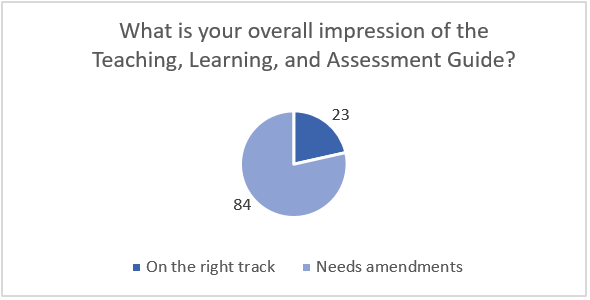 What is your overall impression of the
Teaching, Learning, and Assessment Guide?
23
84
On the right track
Needs amendments